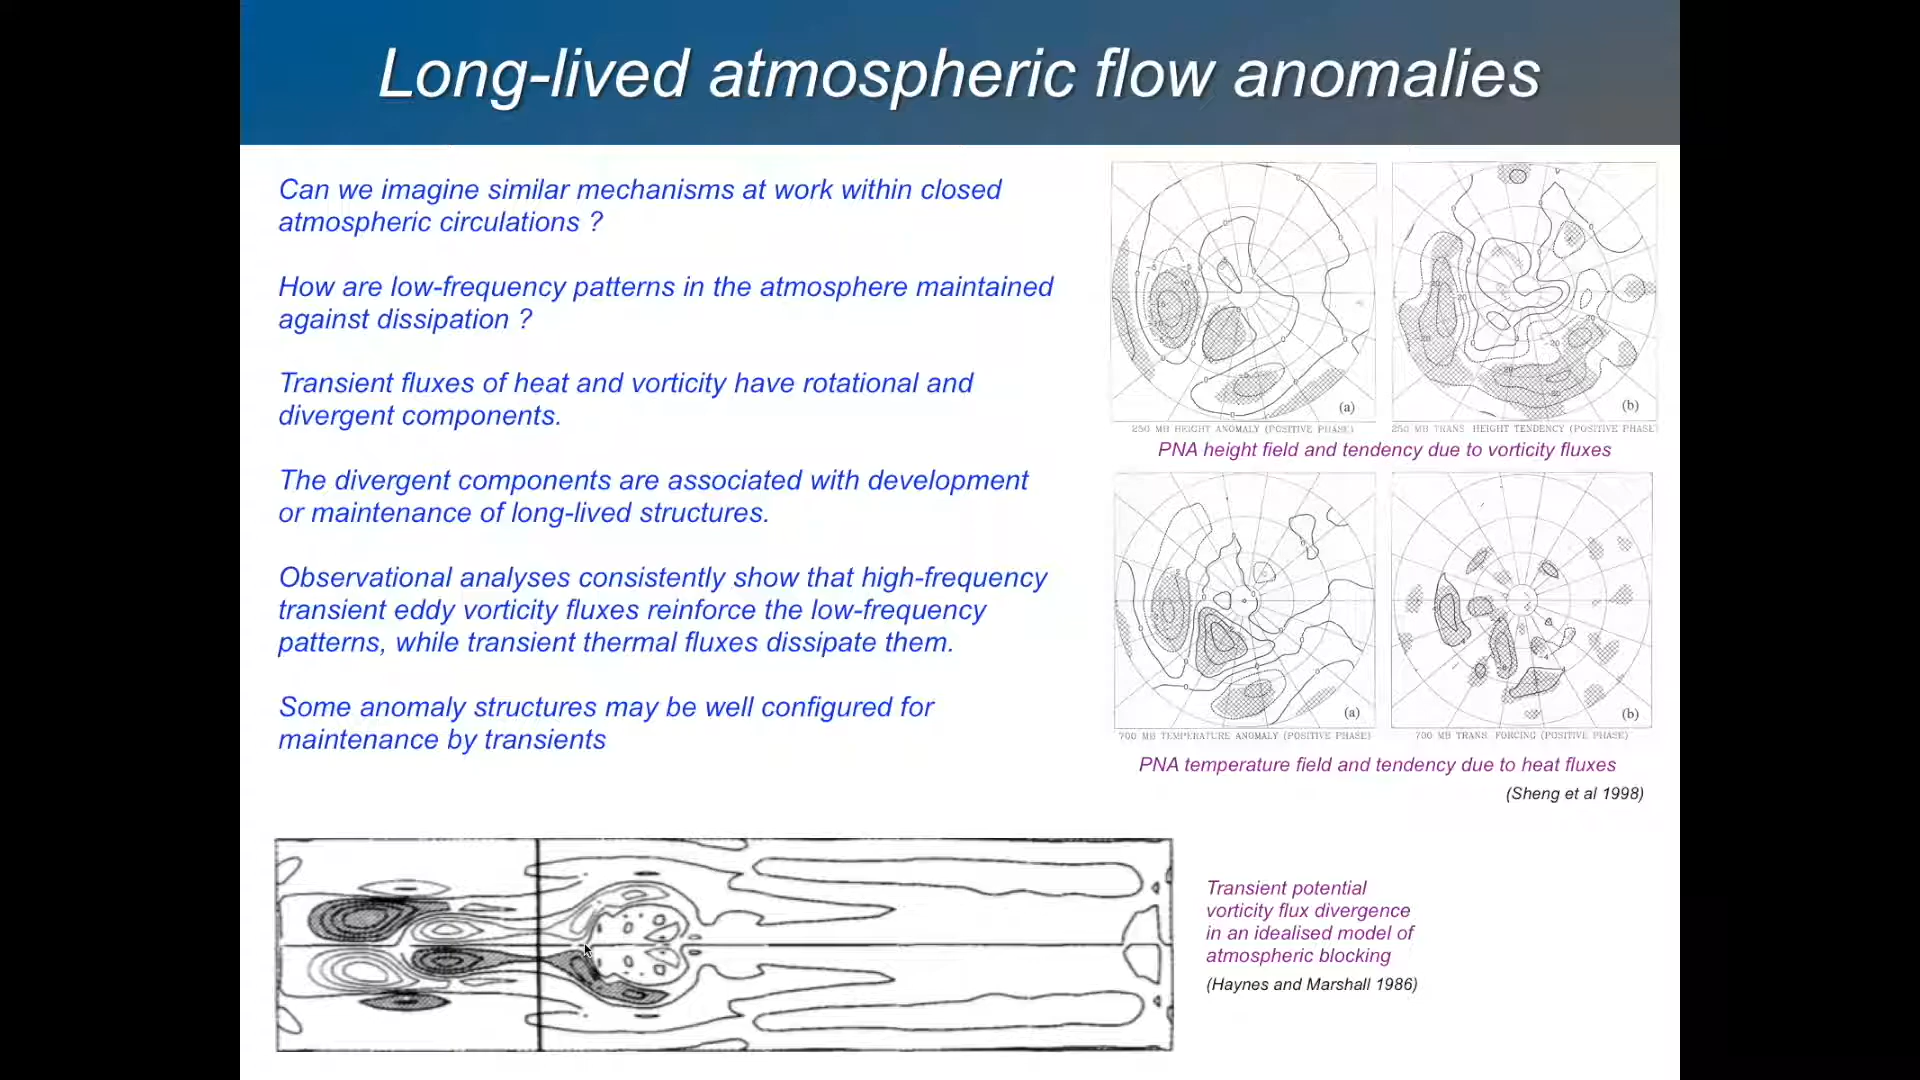 Long-lived atmospheric flow anomalies
Can we imagine similar mechanisms at work within closed
atmospheric circulations ?
How are low-frequency patterns in the atmosphere maintained
against dissipation ?
Transient fluxes of heat and vorticity have rotational and
divergent components.
The divergent components are associated with development
or maintenance of long-lived structures.
Observational analyses consistently show that high-frequency
transient eddy vorticity fluxes reinforce the low-frequency
patterns, while transient thermal fluxes dissipate them.
Some anomaly structures may be well configured for
maintenance by transients
(a)
(b)
250 MB HEIGHT ANOMALY (POSITIVE PHASE)
250 MB TRANS HEIGHT TENDENCY (POSITIVE PHASE)
PNA height field and tendency due to vorticity fluxes
(a)
(b)
700 MB TEMPERATURE ANOMALY (POSITIVE PHASE)
700 MB TRANS. FORCING (POSITIVE PHASE)
PNA temperature field and tendency due to heat fluxes
(Sheng et al 1998)
Transient potential
vorticity flux divergence
in an idealised model of
atmospheric blocking
(Haynes and Marshall 1986)